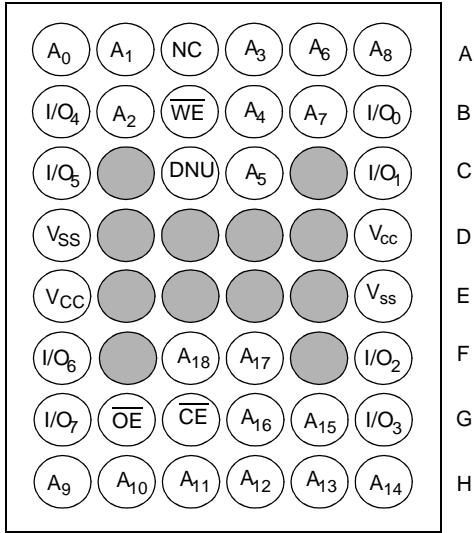 A0 A1 NC A3 A6 A8 A
I/O4 A2 WE A4 A7 I/O0 B
I/O5 DNU A5 I/O1 C
VSS Vcc D
VCC Vss E
I/O6 A18 A17 I/O2 F
I/O7 OE CE A16 A15 I/O3 G
A9 A10 A11 A12 A13 A14 H